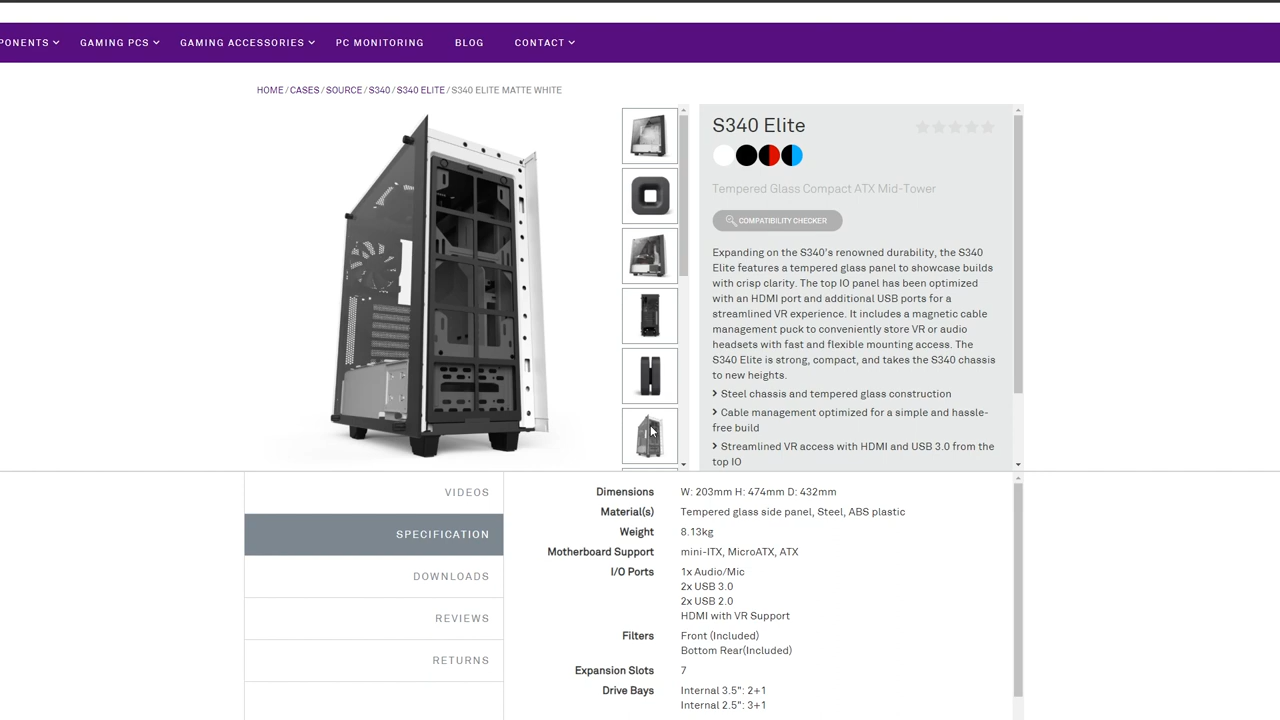 PONENTS GAMING PCS GAMING ACCESSORIES PC MONITORING BLOG CONTACT
HOME / CASES / SOURCE / S340 / S340 ELITE / S340 ELITE MATTE WHITE
S340 Elite
Tempered Glass Compact ATX Mid-Tower
COMPATIBILITY CHECKER
Expanding on the S340's renowned durability, the S340
Elite features a tempered glass panel to showcase builds
with crisp clarity. The top IO panel has been optimized
with an HDMI port and additional USB ports for a
streamlined VR experience. It includes a magnetic cable
management puck to conveniently store VR or audio
headsets with fast and flexible mounting access. The
S340 Elite is strong, compact, and takes the S340 chassis
to new heights.
Steel chassis and tempered glass construction
Cable management optimized for a simple and hassle-
free build
Streamlined VR access with HDMI and USB 3.0 from the
top IO
VIDEOS
SPECIFICATION
DOWNLOADS
REVIEWS
RETURNS
Dimensions W: 203mm H: 474mm D: 432mm
Material(s) Tempered glass side panel, Steel, ABS plastic
Weight 8.13kg
Motherboard Support mini-ITX, MicroATX, ATX
I/O Ports 1x Audio/Mic
2x USB 3.0
2x USB 2.0
HDMI with VR Support
Filters Front (Included)
Bottom Rear(Included)
Expansion Slots 7
Drive Bays Internal 3.5": 2+1
Internal 2.5": 3+1